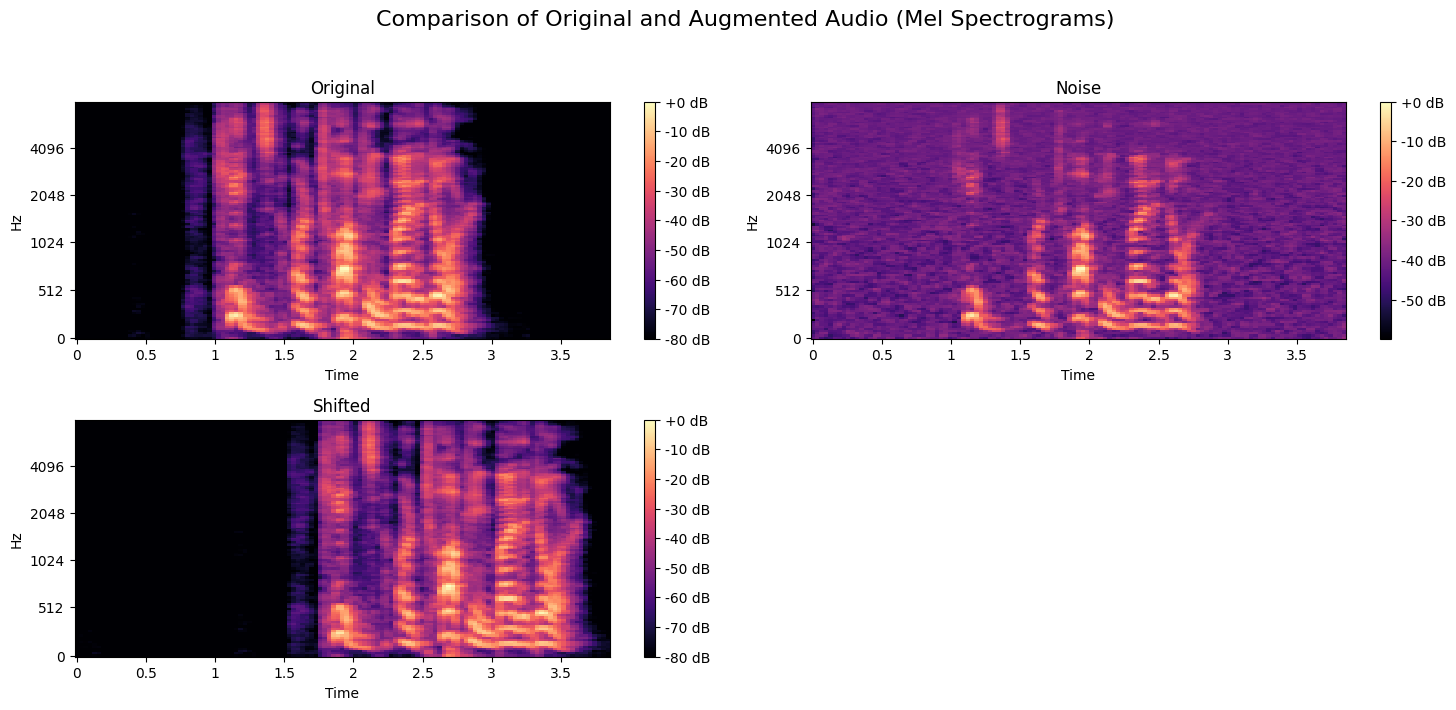 Comparison of Original and Augmented Audio (Mel Spectrograms)
Original
Hz
4096
2048
1024
512
0
0 0.5 1 1.5 2 2.5 3 3.5
Time
+0 dB
-10 dB
-20 dB
-30 dB
-40 dB
-50 dB
-60 dB
-70 dB
-80 dB
Noise
Hz
4096
2048
1024
512
0
0 0.5 1 1.5 2 2.5 3 3.5
Time
+0 dB
-10 dB
-20 dB
-30 dB
-40 dB
-50 dB
Shifted
Hz
4096
2048
1024
512
0
0 0.5 1 1.5 2 2.5 3 3.5
Time
+0 dB
-10 dB
-20 dB
-30 dB
-40 dB
-50 dB
-60 dB
-70 dB
-80 dB